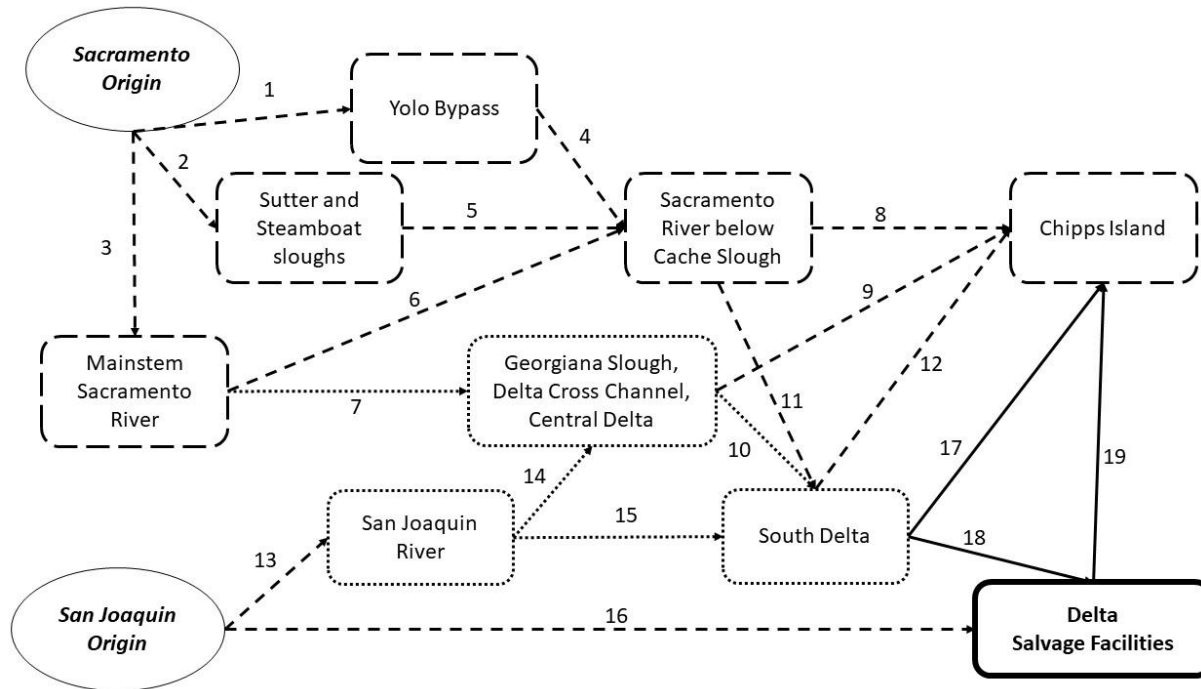 Sacramento
Origin
1
Yolo Bypass
4
2
Sutter and
Steamboat
sloughs
5
Sacramento
River below
Cache Slough
8
Chipps Island
3
6
9
Mainstem
Sacramento
River
7
Georgiana Slough,
Delta Cross Channel,
Central Delta
10
11
12
17
19
14
San Joaquin
River
15
South Delta
18
13
San Joaquin
Origin
16
Delta
Salvage Facilities